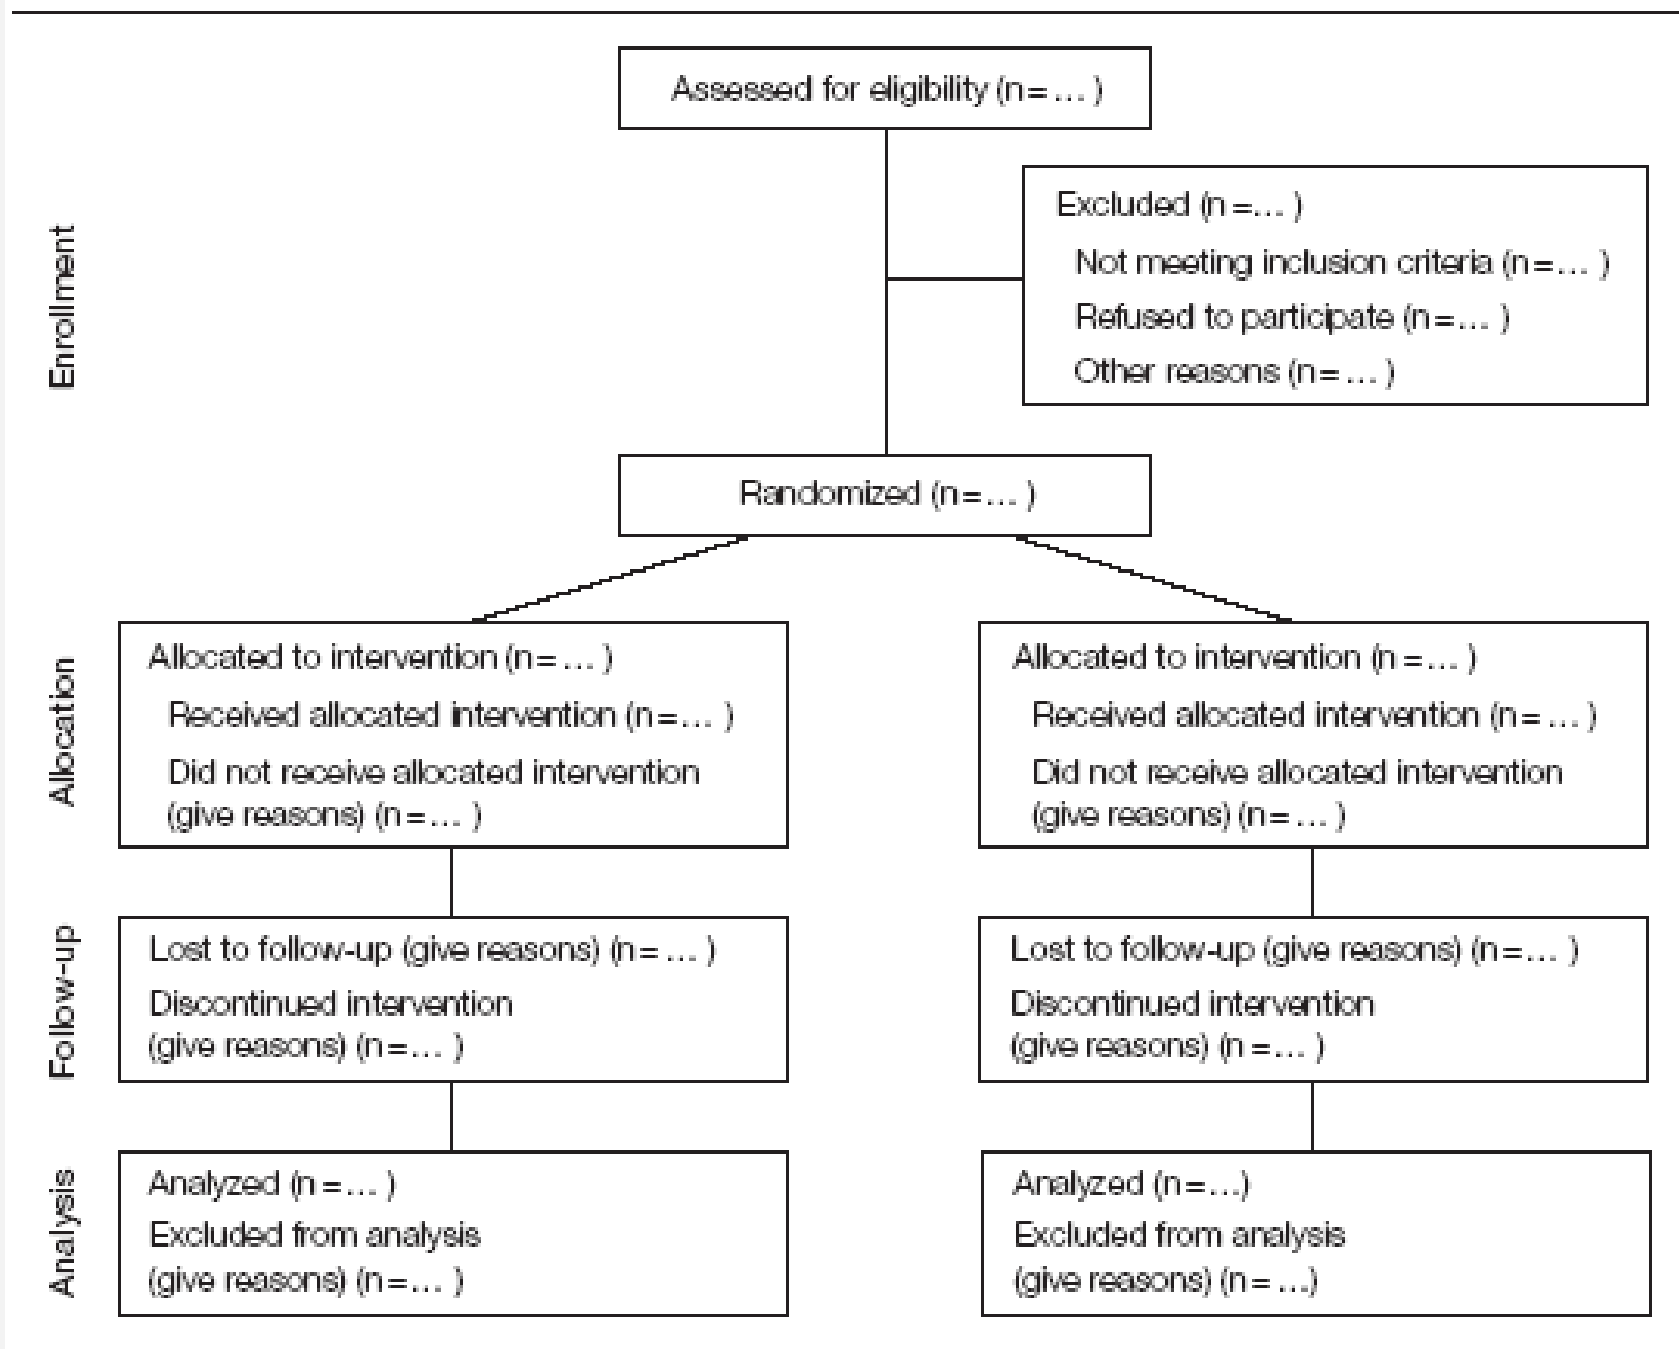 Assessed for eligibility (n=... )
Enrollment
Excluded (n=... )
Not meeting inclusion criteria (n=... )
Refused to participate (n=... )
Other reasons (n=... )
Randomized (n=... )
Allocation
Allocated to intervention (n=... )
Received allocated intervention (n=... )
Did not receive allocated intervention
(give reasons) (n=... )
Allocated to intervention (n=... )
Received allocated intervention (n=... )
Did not receive allocated intervention
(give reasons) (n=... )
Follow-up
Lost to follow-up (give reasons) (n=... )
Discontinued intervention
(give reasons) (n=... )
Lost to follow-up (give reasons) (n=... )
Discontinued intervention
(give reasons) (n=... )
Analysis
Analyzed (n=... )
Excluded from analysis
(give reasons) (n=... )
Analyzed (n=...)
Excluded from analysis
(give reasons) (n=...)